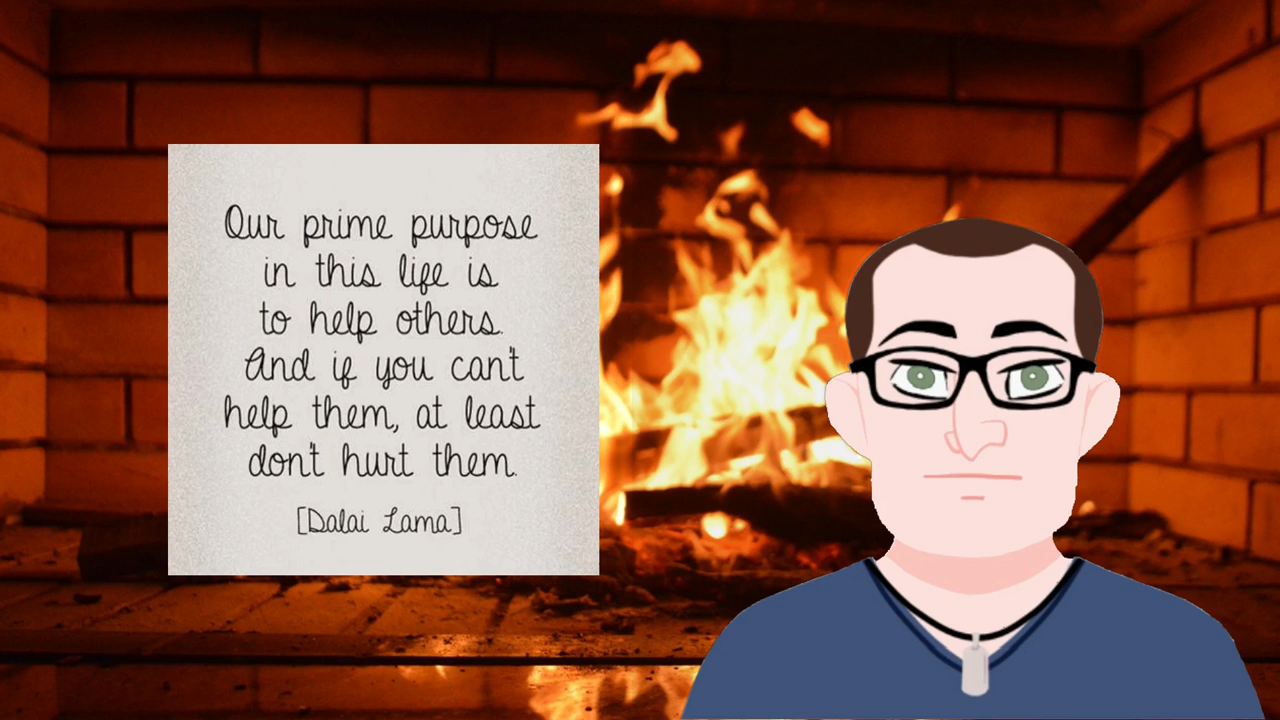 Our prime purpose
in this life is
to help others.
And if you can't
help them, at least
don't hurt them.
[Dalai Lama]